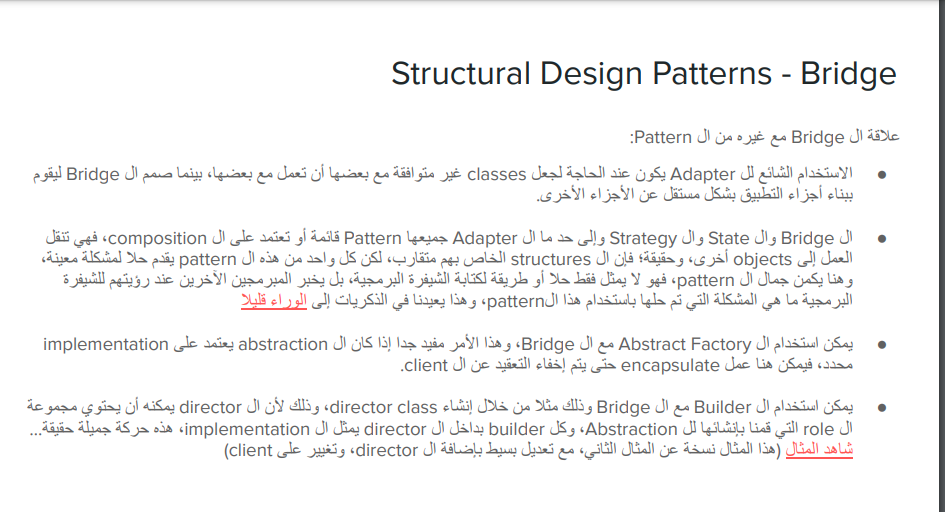 Structural Design Patterns - Bridge
علاقة ال Bridge مع غيره من ال Pattern:
● الاستخدام الشائع لل Adapter يكون عند الحاجة لجعل classes غير متوافقة مع بعضها أن تعمل مع بعضها، بينما صمم ال Bridge ليقوم
ببناء أجزاء التطبيق بشكل مستقل عن الأجزاء الأخرى.
● ال Bridge وال State وال Strategy وإلى حد ما ال Adapter جميعها Pattern قائمة أو تعتمد على ال composition، فهي تنقل
العمل إلى objects أخرى، وحقيقة؛ فإن ال structures الخاص بهم متقارب، لكن كل واحد من هذه ال pattern يقدم حلا لمشكلة معينة،
وهنا يكمن جمال ال pattern، فهو لا يمثل فقط حلا أو طريقة لكتابة الشيفرة البرمجية، بل يخبر المبرمجين الآخرين عند رؤيتهم للشيفرة
البرمجية ما هي المشكلة التي تم حلها باستخدام هذا الpattern، وهذا يعيدنا في الذكريات إلى الوراء قليلا
● يمكن استخدام ال Abstract Factory مع ال Bridge، وهذا الأمر مفيد جدا إذا كان ال abstraction يعتمد على implementation
محدد، فيمكن هنا عمل encapsulate حتى يتم إخفاء التعقيد عن ال client.
● يمكن استخدام ال Builder مع ال Bridge وذلك مثلا من خلال إنشاء director class، وذلك لأن ال director يمكنه أن يحتوي مجموعة
ال role التي قمنا بإنشائها لل Abstraction، وكل builder بداخل ال director يمثل ال implementation، هذه حركة جميلة حقيقة...
شاهد المثال (هذا المثال نسخة عن المثال الثاني، مع تعديل بسيط بإضافة ال director، وتغيير على client)